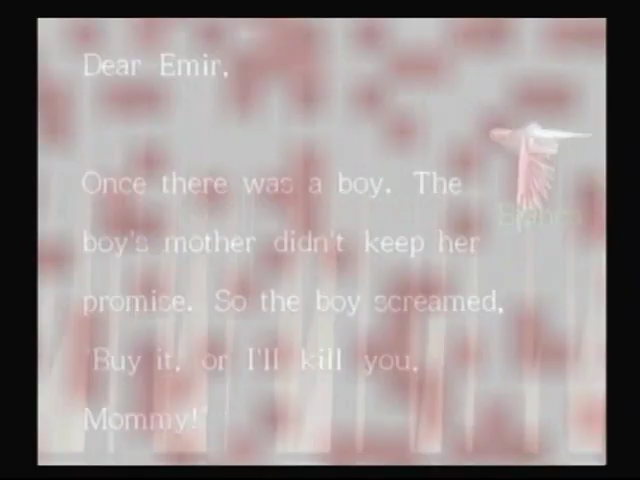 Dear Emir,
Once there was a boy. The
boy's mother didn't keep her
promise. So the boy screamed,
'Buy it, or I'll kill you,
Mommy!'